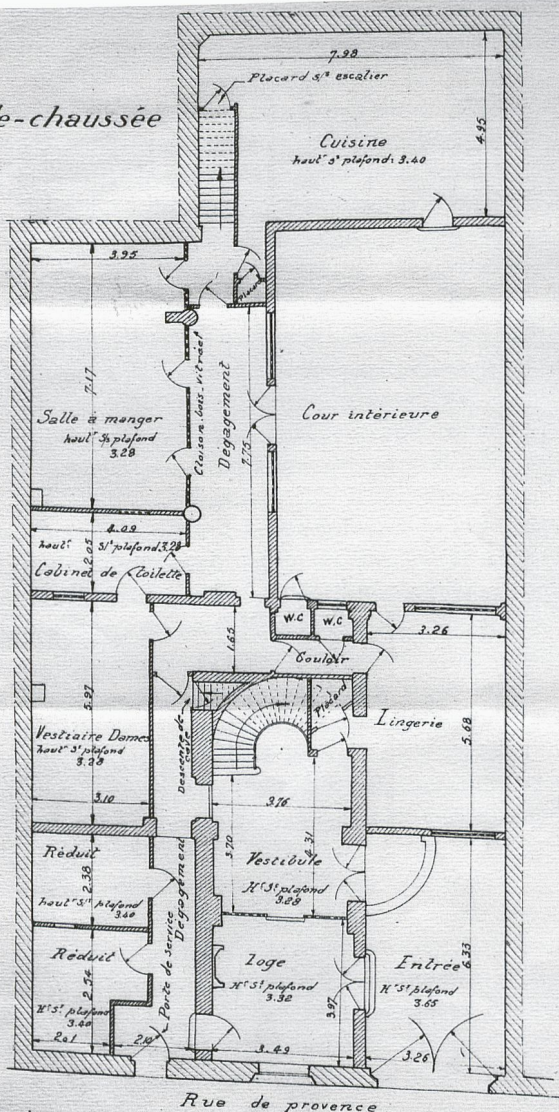 e-chaussée
7.98
Placard s/s escalier
4.95
Cuisine
haut.r s.s plafond: 3.40
3.95
Placard
7.17
Cloison bois vitrée
Dégagement
7.75
Salle à manger
haut.r s/s plafond
3.28
Cour intérieure
4.09
haut.r s/s plafond 3.28
2.05
Cabinet de toilette
W.C
W.C
1.65
3.26
Couloir
Placard
5.97
Vestiaire Dames
haut.r s.s plafond
3.28
Descente de cave
Lingerie
5.68
3.10
3.76
3.70
4.31
Réduit
2.38
haut.r s/s plafond
3.40
Vestibule
H.r s.s plafond
3.28
Dégagement
Porte de service
Réduit
2.54
H.r s.s plafond
3.40
Loge
H.r s.s plafond
3.32
3.97
Entrée
H.r s.s plafond
3.65
6.33
2.01
3.49
3.26
Rue de provence